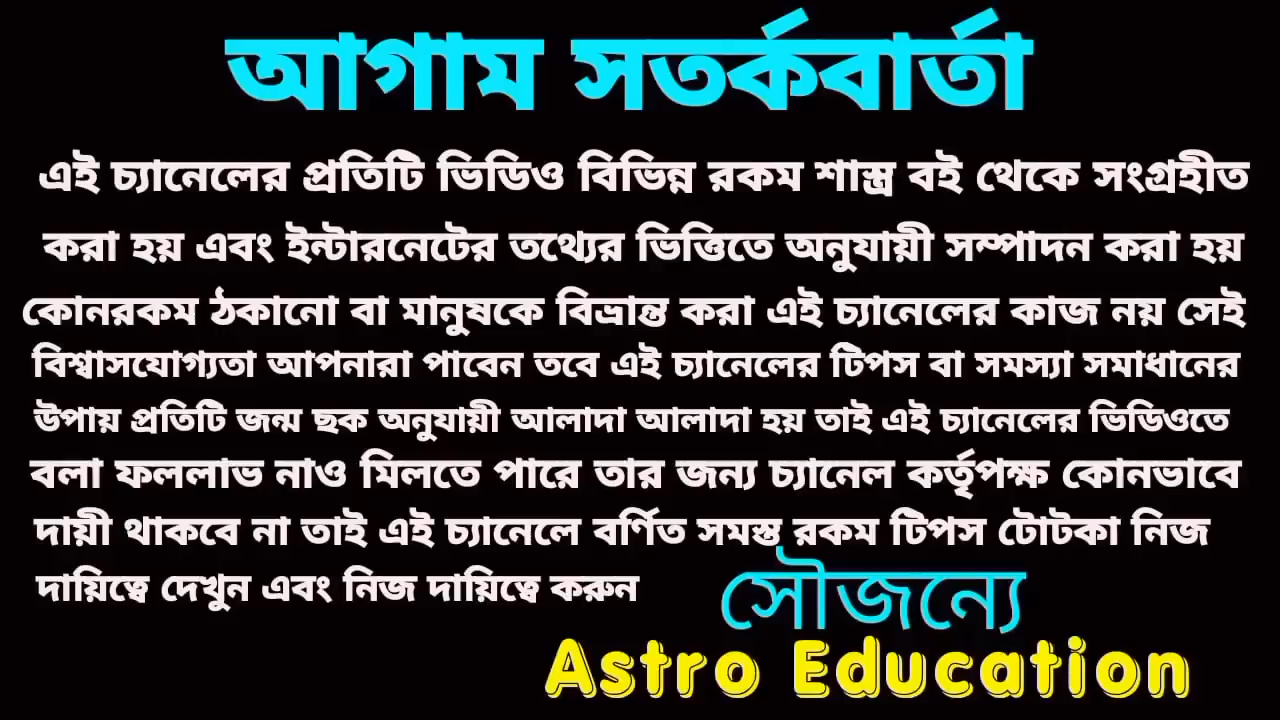 আগাম সতর্কবার্তা
এই চ্যানেলের প্রতিটি ভিডিও বিভিন্ন রকম শাস্ত্র বই থেকে সংগ্রহীত
করা হয় এবং ইন্টারনেটের তথ্যের ভিত্তিতে অনুযায়ী সম্পাদন করা হয়
কোনরকম ঠকানো বা মানুষকে বিভ্রান্ত করা এই চ্যানেলের কাজ নয় সেই
বিশ্বাসযোগ্যতা আপনারা পাবেন তবে এই চ্যানেলের টিপস বা সমস্যা সমাধানের
উপায় প্রতিটি জন্ম ছক অনুযায়ী আলাদা আলাদা হয় তাই এই চ্যানেলের ভিডিওতে
বলা ফললাভ নাও মিলতে পারে তার জন্য চ্যানেল কর্তৃপক্ষ কোনভাবে
দায়ী থাকবে না তাই এই চ্যানেলে বর্ণিত সমস্ত রকম টিপস টোটকা নিজ
দায়িত্বে দেখুন এবং নিজ দায়িত্বে করুন
সৌজন্যে
Astro Education